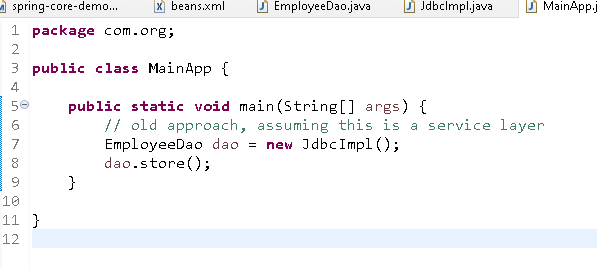 spring-core-demo... beans.xml EmployeeDao.java JdbcImpl.java MainApp.j
1 package com.org;
2
3 public class MainApp {
4
5 public static void main(String[] args) {
6 // old approach, assuming this is a service layer
7 EmployeeDao dao = new JdbcImpl();
8 dao.store();
9 }
10
11 }
12